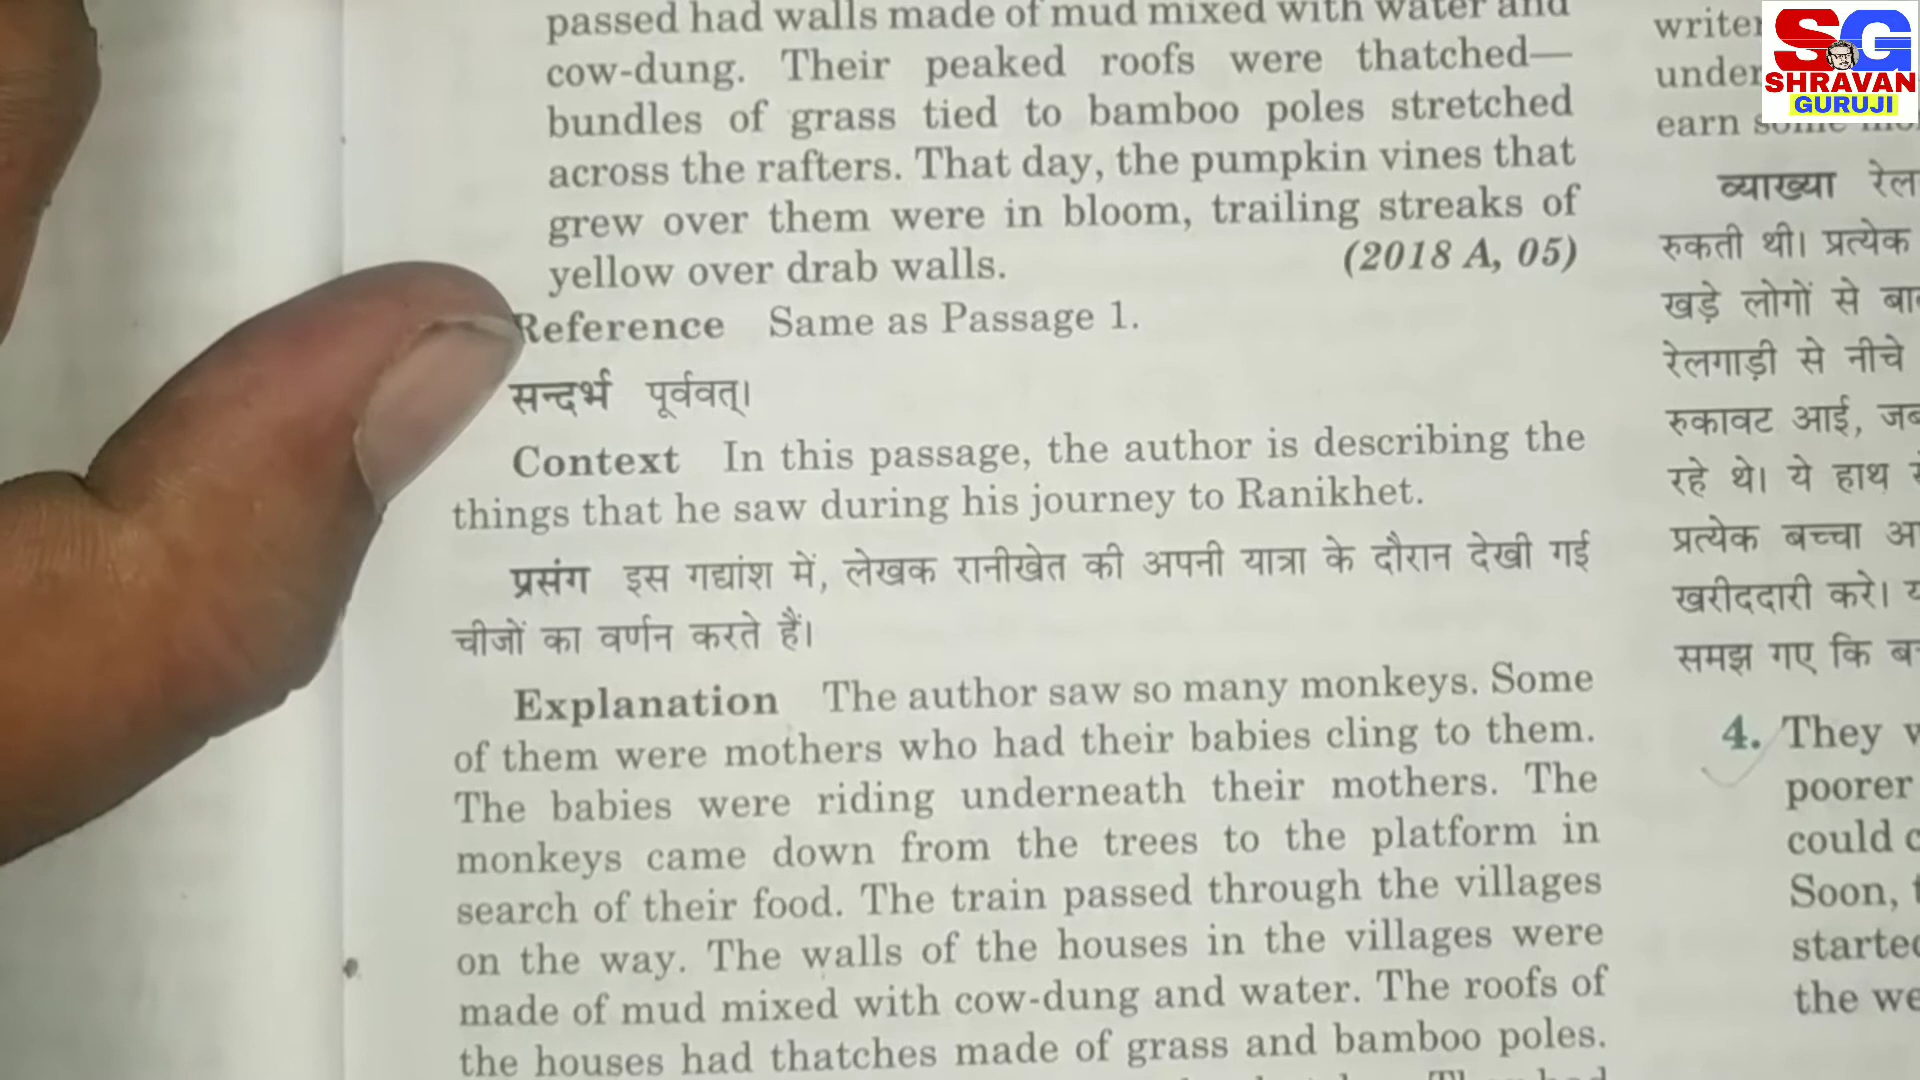 passed had walls made of mud mixed with water and
cow-dung. Their peaked roofs were thatched—
bundles of grass tied to bamboo poles stretched
across the rafters. That day, the pumpkin vines that
grew over them were in bloom, trailing streaks of
yellow over drab walls. (2018 A, 05)
Reference Same as Passage 1.
सन्दर्भ पूर्ववत्।
Context In this passage, the author is describing the
things that he saw during his journey to Ranikhet.
प्रसंग इस गद्यांश में, लेखक रानीखेत की अपनी यात्रा के दौरान देखी गई
चीजों का वर्णन करते हैं।
Explanation The author saw so many monkeys. Some
of them were mothers who had their babies cling to them.
The babies were riding underneath their mothers. The
monkeys came down from the trees to the platform in
search of their food. The train passed through the villages
on the way. The walls of the houses in the villages were
made of mud mixed with cow-dung and water. The roofs of
the houses had thatches made of grass and bamboo poles.
writer
under
earn some
व्याख्या रेल
रुकती थी। प्रत्येक
खड़े लोगों से
रेलगाड़ी से नीचे
रुकावट आई, जब
रहे थे। ये हाथ
प्रत्येक बच्चा
खरीददारी करे।
समझ गए कि
4. They
poorer
could
Soon,
started
the we
SG
SHRAVAN
GURUJI